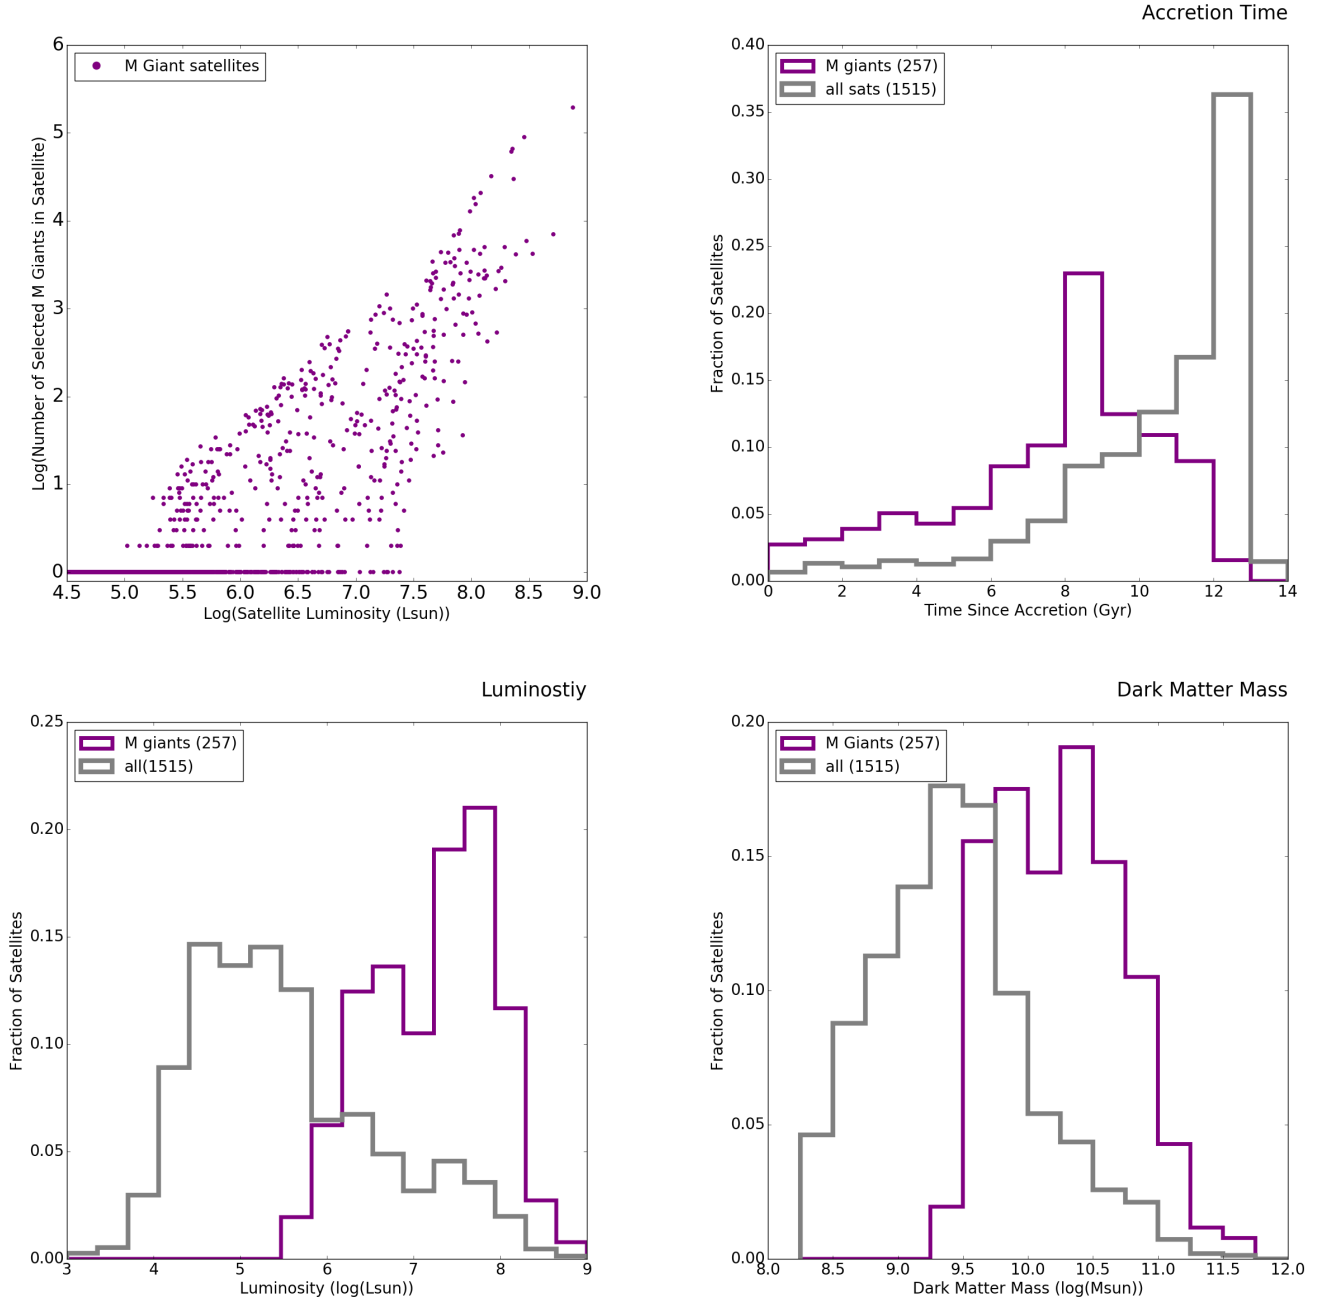 M Giant satellites
6
5
4
3
2
1
0
Log(Number of Selected M Giants in Satellite)
4.5 5.0 5.5 6.0 6.5 7.0 7.5 8.0 8.5 9.0
Log(Satellite Luminosity (Lsun))
Accretion Time
M giants (257)
all sats (1515)
0.40
0.35
0.30
0.25
0.20
0.15
0.10
0.05
0.00
Fraction of Satellites
0 2 4 6 8 10 12 14
Time Since Accretion (Gyr)
Luminostiy
M giants (257)
all(1515)
0.25
0.20
0.15
0.10
0.05
0.00
Fraction of Satellites
3 4 5 6 7 8 9
Luminosity (log(Lsun))
Dark Matter Mass
M Giants (257)
all (1515)
0.20
0.15
0.10
0.05
0.00
Fraction of Satellites
8.0 8.5 9.0 9.5 10.0 10.5 11.0 11.5 12.0
Dark Matter Mass (log(Msun))